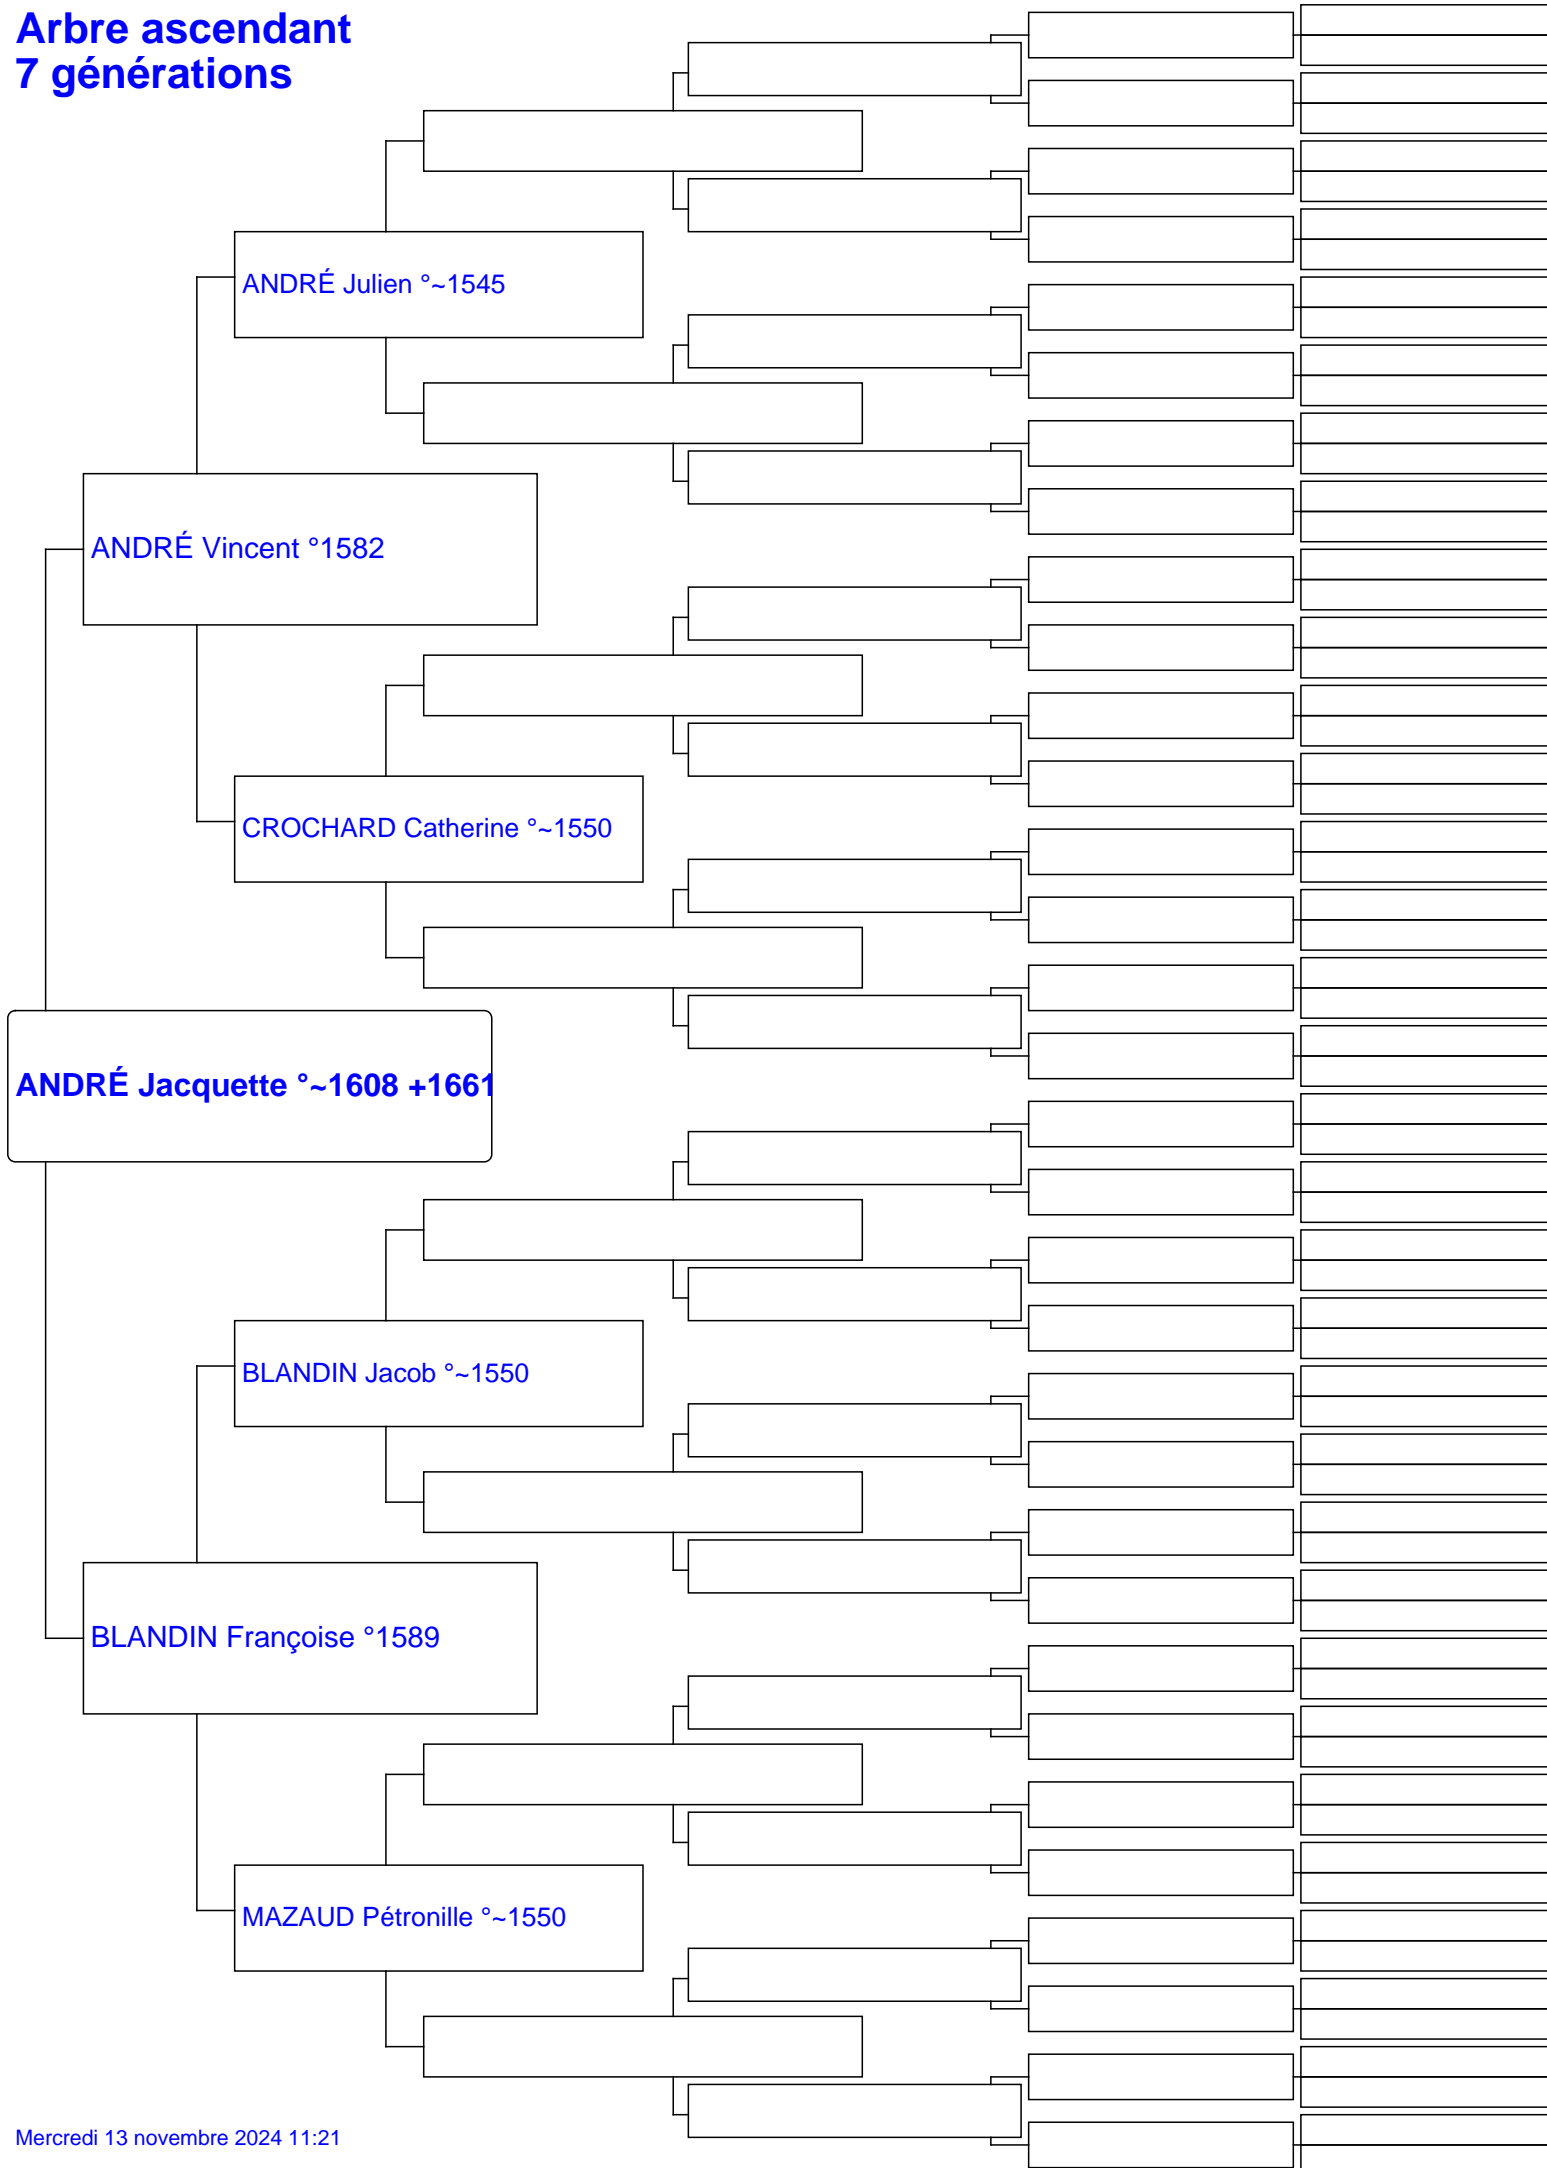 Arbre ascendant
7 générations
ANDRÉ Julien °~1545
ANDRÉ Vincent °1582
CROCHARD Catherine °~1550
ANDRÉ Jacquette °~1608 +1661
BLANDIN Jacob °~1550
BLANDIN Françoise °1589
MAZAUD Pétronille °~1550
Mercredi 13 novembre 2024 11:21